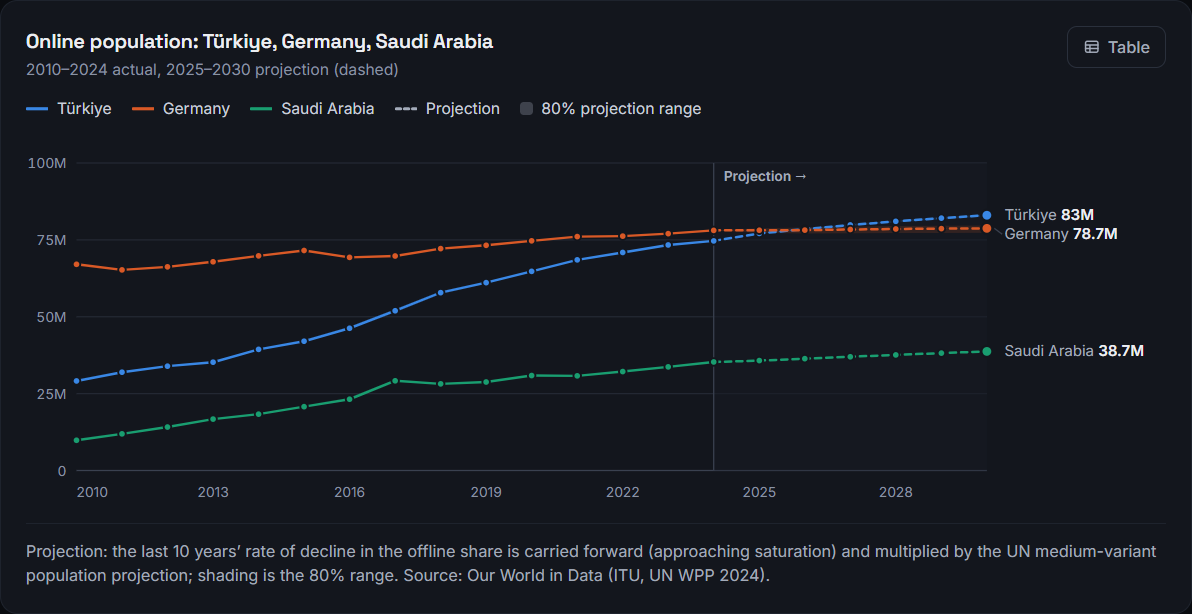 Online population: Türkiye, Germany, Saudi Arabia
Table
2010–2024 actual, 2025–2030 projection (dashed)
Türkiye
Germany
Saudi Arabia
Projection
80% projection range
100M
75M
50M
25M
0
Projection →
Türkiye 83M
Germany 78.7M
Saudi Arabia 38.7M
2010
2013
2016
2019
2022
2025
2028
Projection: the last 10 years’ rate of decline in the offline share is carried forward (approaching saturation) and multiplied by the UN medium-variant
population projection; shading is the 80% range. Source: Our World in Data (ITU, UN WPP 2024).